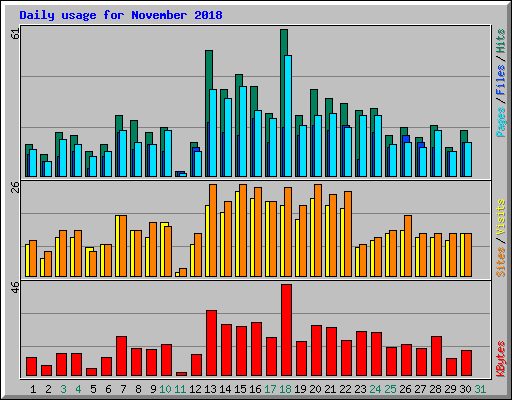 Daily usage for November 2018
61
Pages / Files / Hits
26
Sites / Visits
46
KBytes
1 2 3 4 5 6 7 8 9 10 11 12 13 14 15 16 17 18 19 20 21 22 23 24 25 26 27 28 29 30 31